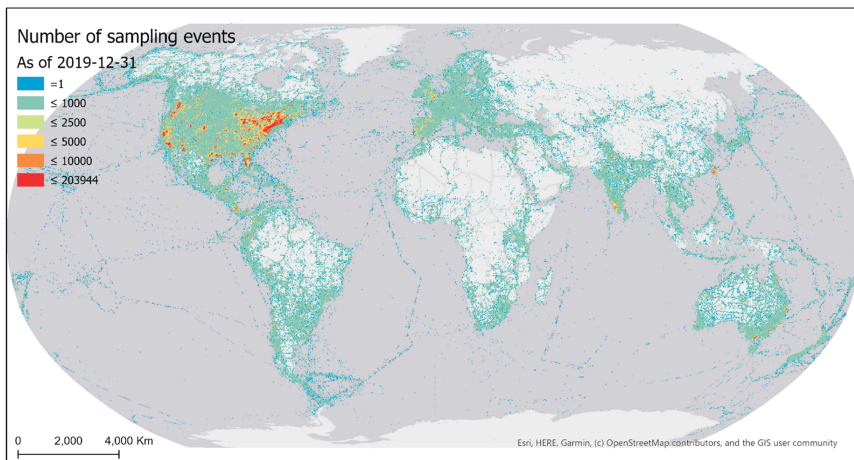 Number of sampling events
As of 2019-12-31
=1
≤ 1000
≤ 2500
≤ 5000
≤ 10000
≤ 203944
0 2,000 4,000 Km
Esri, HERE, Garmin, (c) OpenStreetMap contributors, and the GIS user community